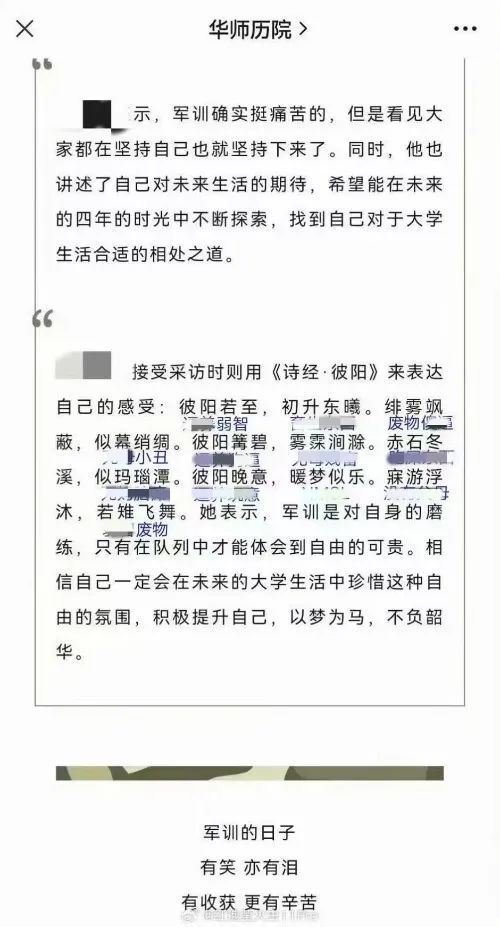 华师历院
示，军训确实挺痛苦的，但是看见大
家都在坚持自己也就坚持下来了。同时，他也
讲述了自己对未来生活的期待，希望能在未来
的四年的时光中不断探索，找到自己对于大学
生活合适的相处之道。
接受采访时则用《诗经·彼阳》来表达
自己的感受：彼阳若至，初升东曦。绯雾飒
弱智
废物
蔽，似幕绡绸。彼阳篝碧，雾霂涧滁。赤石冬
小丑
溪，似玛瑙潭。彼阳晚意，暖梦似乐。寐游浮
沐，若雉飞舞。她表示，军训是对自身的磨
废物
练，只有在队列中才能体会到自由的可贵。相
信自己一定会在未来的大学生活中珍惜这种自
由的氛围，积极提升自己，以梦为马，不负韶
华。
军训的日子
有笑 亦有泪
有收获 更有辛苦